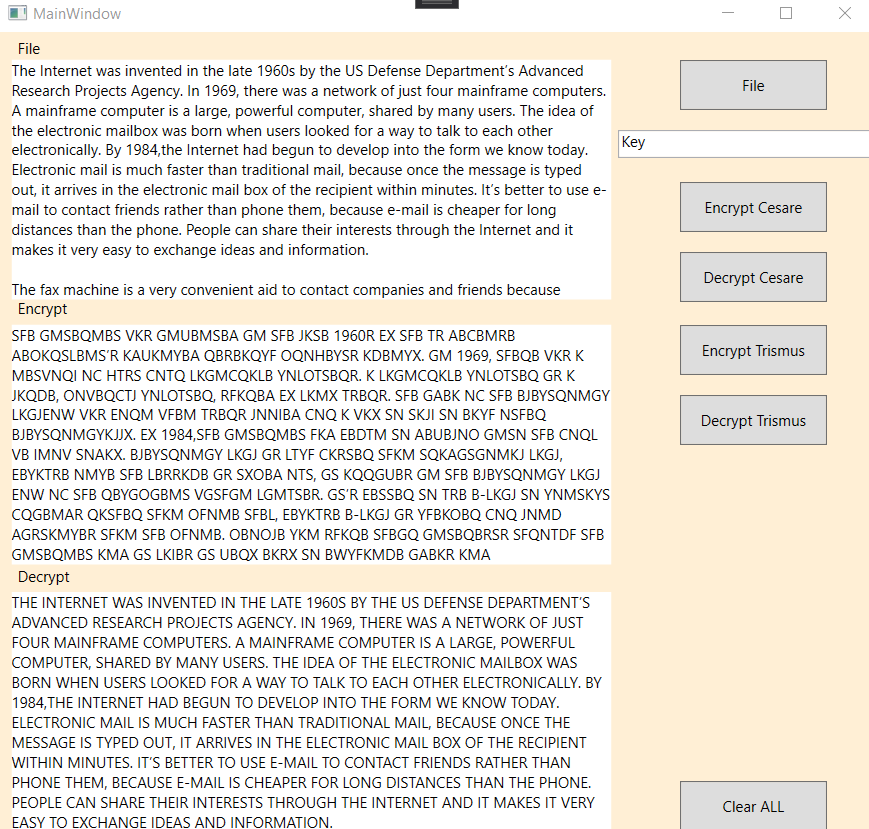 MainWindow
File
The Internet was invented in the late 1960s by the US Defense Department’s Advanced
Research Projects Agency. In 1969, there was a network of just four mainframe computers.
A mainframe computer is a large, powerful computer, shared by many users. The idea of
the electronic mailbox was born when users looked for a way to talk to each other
electronically. By 1984,the Internet had begun to develop into the form we know today.
Electronic mail is much faster than traditional mail, because once the message is typed
out, it arrives in the electronic mail box of the recipient within minutes. It’s better to use e-
mail to contact friends rather than phone them, because e-mail is cheaper for long
distances than the phone. People can share their interests through the Internet and it
makes it very easy to exchange ideas and information.
The fax machine is a very convenient aid to contact companies and friends because
Encrypt
SFB GMSBQMBS VKR GMUBMSBA GM SFB JKSB 1960R EX SFB TR ABCBMRB
ABOKQSLBMS’R KAUKMYBA QBRBKQYF OQNHBYSR KDBMYX. GM 1969, SFBQB VKR K
MBSVNQI NC HTRS CNTQ LKGMCQKLB YNLOTSBQR. K LKGMCQKLB YNLOTSBQ GR K
JKQDB, ONVBQCTJ YNLOTSBQ, RFKQBA EX LKMX TRBQR. SFB GABK NC SFB BJBYSQNMGY
LKGJENW VKR ENQM VFBM TRBQR JNNIBA CNQ K VKX SN SKJI SN BKYF NSFBQ
BJBYSQNMGYKJJX. EX 1984,SFB GMSBQMBS FKA EBDTM SN ABUBJNO GMSN SFB CNQL
VB IMNV SNAKX. BJBYSQNMGY LKGJ GR LTYF CKRSBQ SFKM SQKAGSGNMKJ LKGJ,
EBYKTRB NMYB SFB LBRRKDB GR SXOBA NTS, GS KQQGUBR GM SFB BJBYSQNMGY LKGJ
ENW NC SFB QBYGOGBMS VGSFGM LGMTSBR. GS’R EBSSBQ SN TRB B-LKGJ SN YNMSKYS
CQGBMAR QKSFBQ SFKM OFNMB SFBL, EBYKTRB B-LKGJ GR YFBKOBQ CNQ JNMD
AGRSKMYBR SFKM SFB OFNMB. OBNOJB YKM RFKQB SFBGQ GMSBQBRSR SFQNTDF SFB
GMSBQMBS KMA GS LKIBR GS UBQX BKRX SN BWYFKMDB GABKR KMA
Decrypt
THE INTERNET WAS INVENTED IN THE LATE 1960S BY THE US DEFENSE DEPARTMENT’S
ADVANCED RESEARCH PROJECTS AGENCY. IN 1969, THERE WAS A NETWORK OF JUST
FOUR MAINFRAME COMPUTERS. A MAINFRAME COMPUTER IS A LARGE, POWERFUL
COMPUTER, SHARED BY MANY USERS. THE IDEA OF THE ELECTRONIC MAILBOX WAS
BORN WHEN USERS LOOKED FOR A WAY TO TALK TO EACH OTHER ELECTRONICALLY. BY
1984,THE INTERNET HAD BEGUN TO DEVELOP INTO THE FORM WE KNOW TODAY.
ELECTRONIC MAIL IS MUCH FASTER THAN TRADITIONAL MAIL, BECAUSE ONCE THE
MESSAGE IS TYPED OUT, IT ARRIVES IN THE ELECTRONIC MAIL BOX OF THE RECIPIENT
WITHIN MINUTES. IT’S BETTER TO USE E-MAIL TO CONTACT FRIENDS RATHER THAN
PHONE THEM, BECAUSE E-MAIL IS CHEAPER FOR LONG DISTANCES THAN THE PHONE.
PEOPLE CAN SHARE THEIR INTERESTS THROUGH THE INTERNET AND IT MAKES IT VERY
EASY TO EXCHANGE IDEAS AND INFORMATION.
File
Key
Encrypt Cesare
Decrypt Cesare
Encrypt Trismus
Decrypt Trismus
Clear ALL